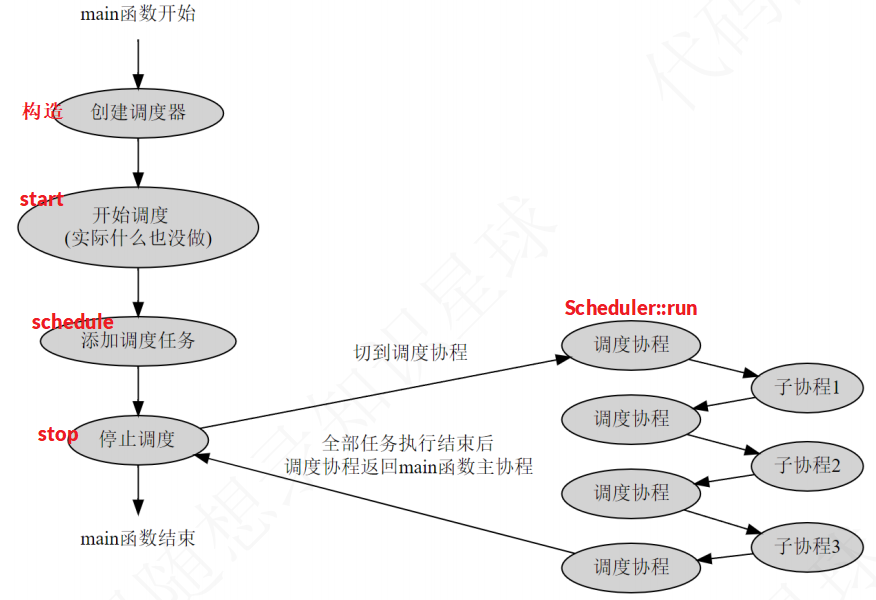 main函数开始
构造
创建调度器
start
开始调度
(实际什么也没做)
schedule
添加调度任务
stop
停止调度
main函数结束
切到调度协程
全部任务执行结束后
调度协程返回main函数主协程
Scheduler::run
调度协程
子协程1
调度协程
子协程2
调度协程
子协程3
调度协程
代码
随想录知识星球